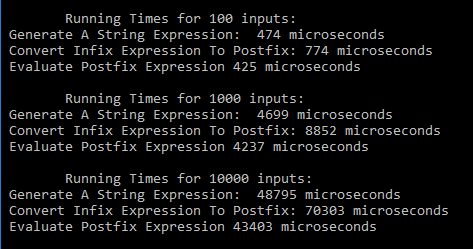 Running Times for 100 inputs:
Generate A String Expression:  474 microseconds
Convert Infix Expression To Postfix: 774 microseconds
Evaluate Postfix Expression 425 microseconds
Running Times for 1000 inputs:
Generate A String Expression:  4699 microseconds
Convert Infix Expression To Postfix: 8852 microseconds
Evaluate Postfix Expression 4237 microseconds
Running Times for 10000 inputs:
Generate A String Expression:  48795 microseconds
Convert Infix Expression To Postfix: 70303 microseconds
Evaluate Postfix Expression 43403 microseconds